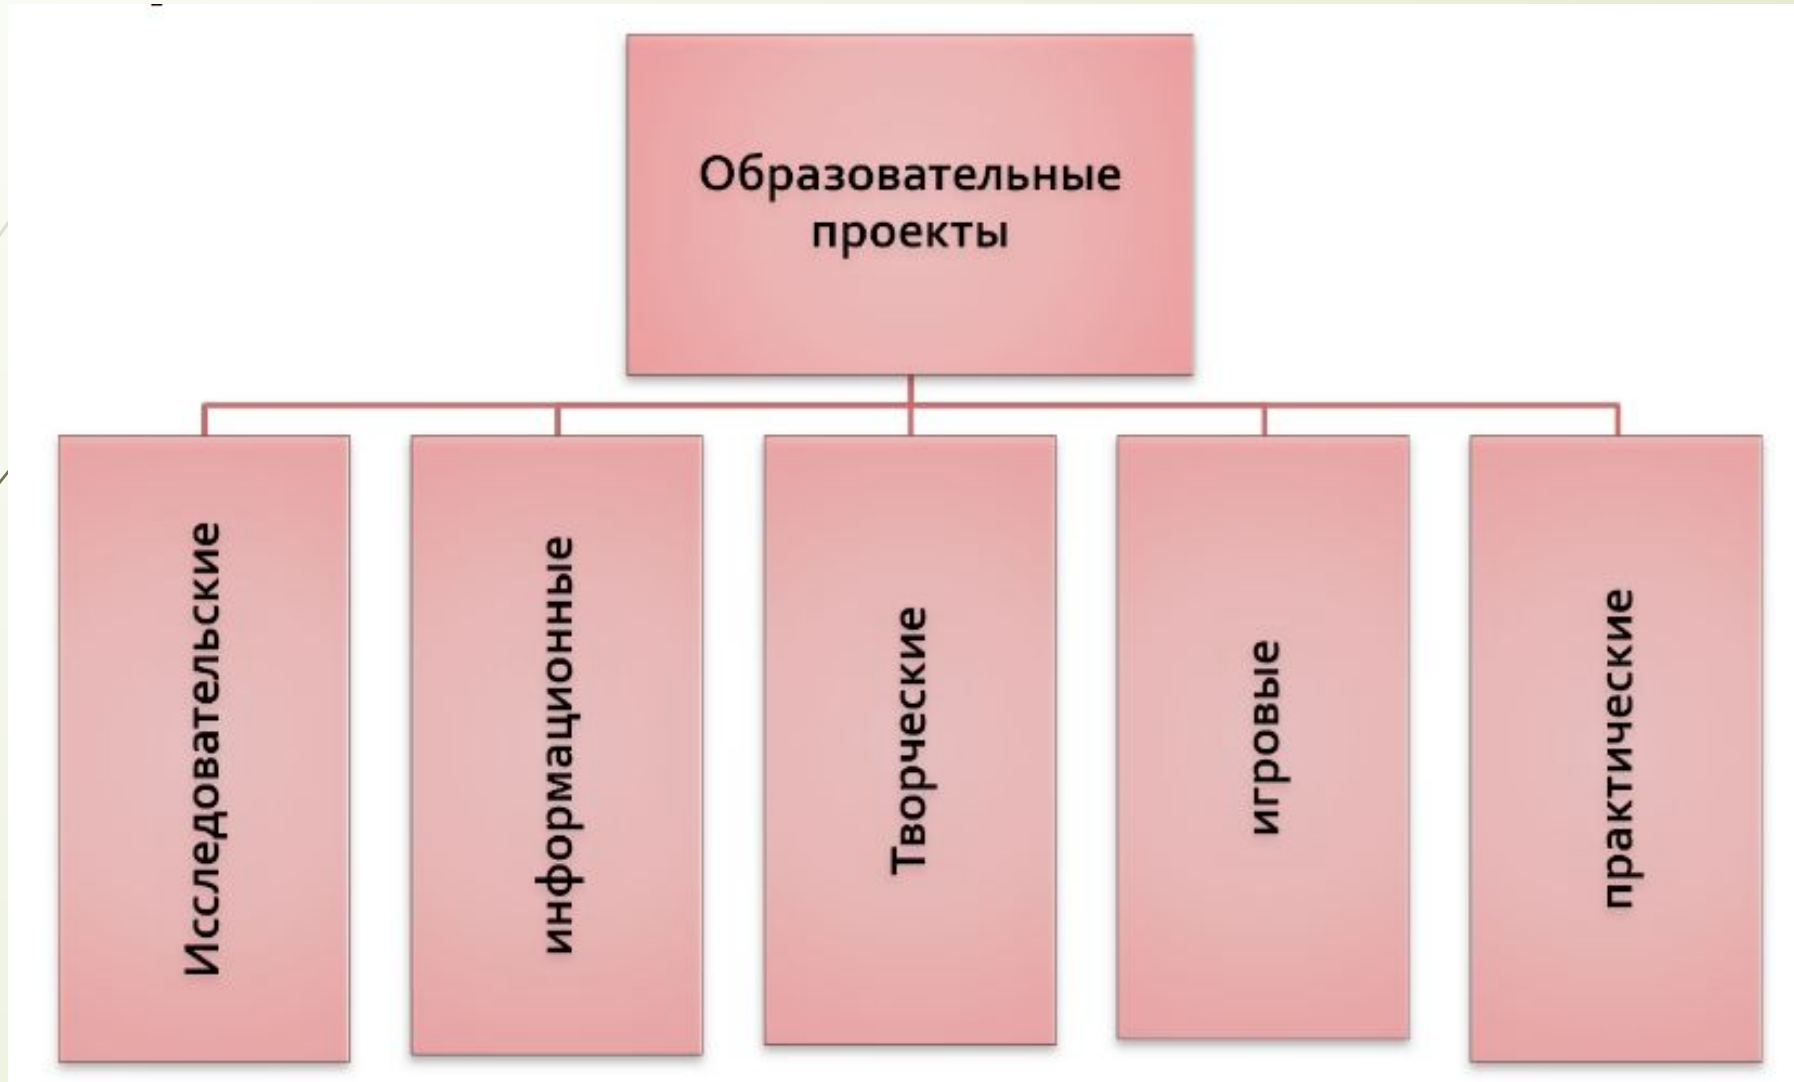 Образовательные
проекты
Исследовательские
информационные
Творческие
игровые
практические